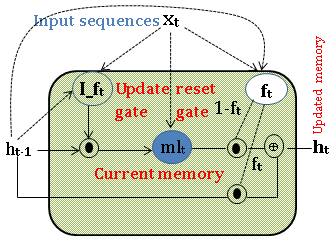 Input sequences xt
I_ft
Update reset
gate gate
ft
1-ft
Updated memory
ht-1
mlt
ht
ft
Current memory